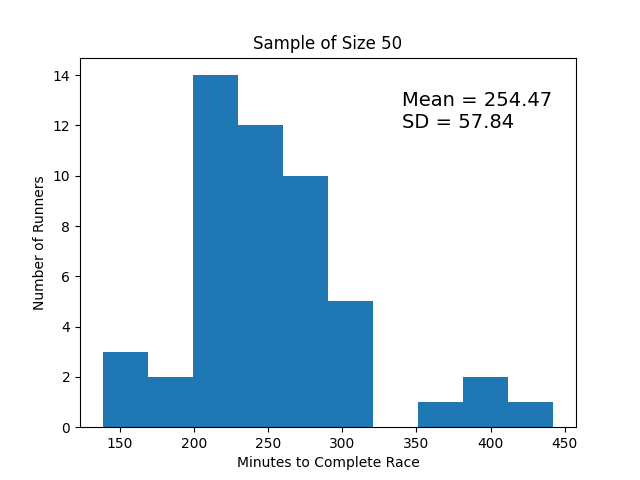 Sample of Size 50
Mean = 254.47
SD = 57.84
Number of Runners
14
12
10
8
6
4
2
0
150 200 250 300 350 400 450
Minutes to Complete Race